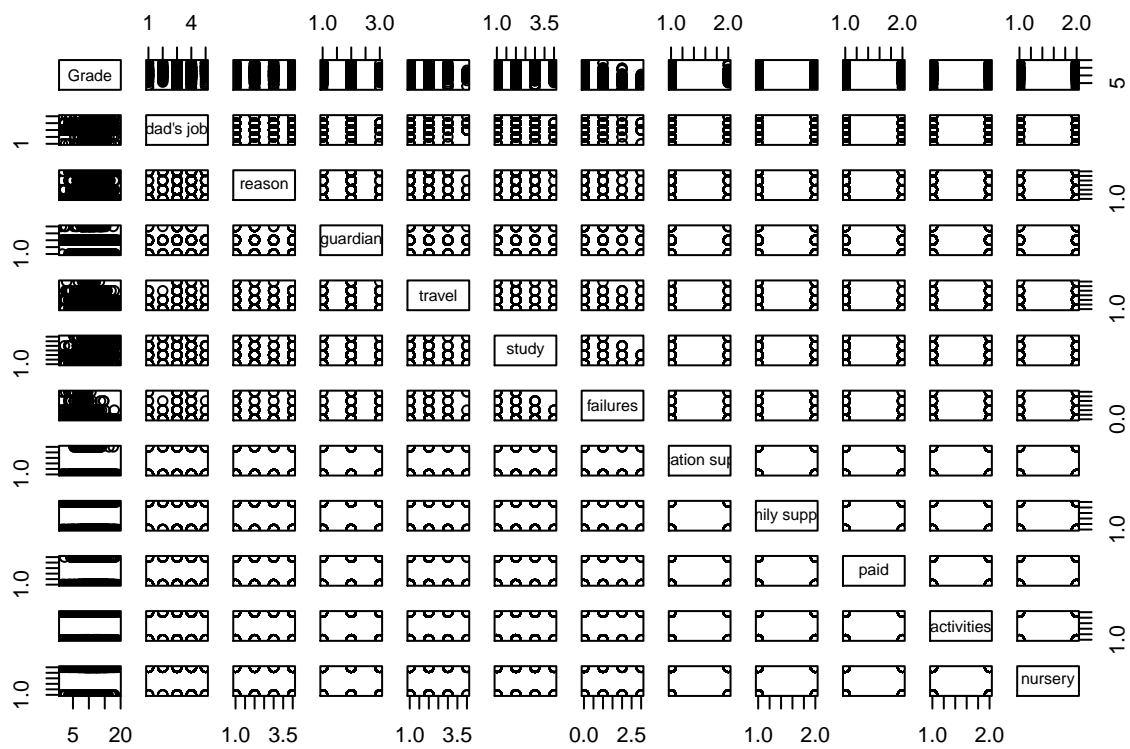 1 4 1.0 3.0 1.0 3.5 1.0 2.0 1.0 2.0 1.0 2.0
Grade 5
1 dad's job
reason 1.0
1.0 guardian
travel 1.0
1.0 study
failures 0.0
1.0 ation sup
nily supp 1.0
1.0 paid
activities 1.0
1.0 nursery
5 20 1.0 3.5 1.0 3.5 0.0 2.5 1.0 2.0 1.0 2.0